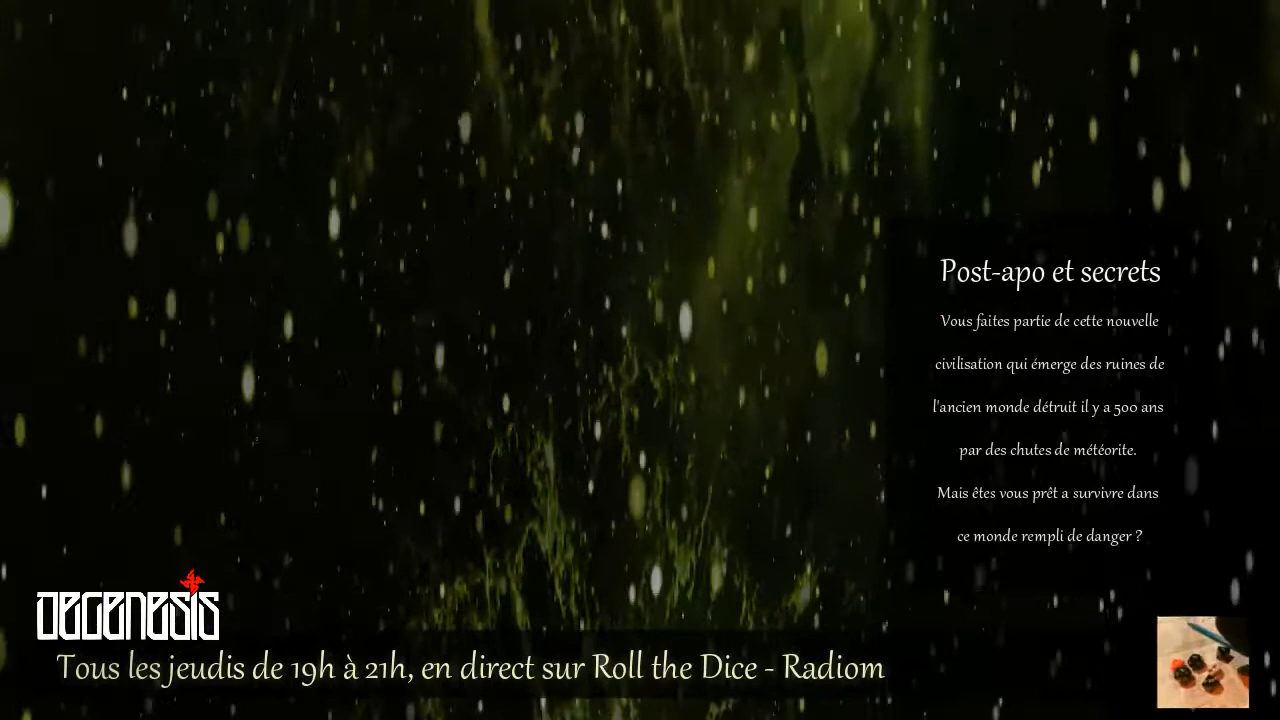 Post-apo et secrets
Vous faites partie de cette nouvelle
civilisation qui émerge des ruines de
l'ancien monde détruit il y a 500 ans
par des chutes de météorite.
Mais êtes vous prêt a survivre dans
ce monde rempli de danger ?
DEGENESIS
Tous les jeudis de 19h à 21h, en direct sur Roll the Dice - Radiom